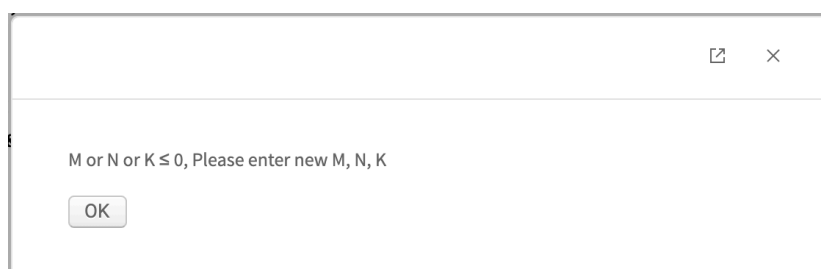 M or N or K ≤ 0, Please enter new M, N, K
OK